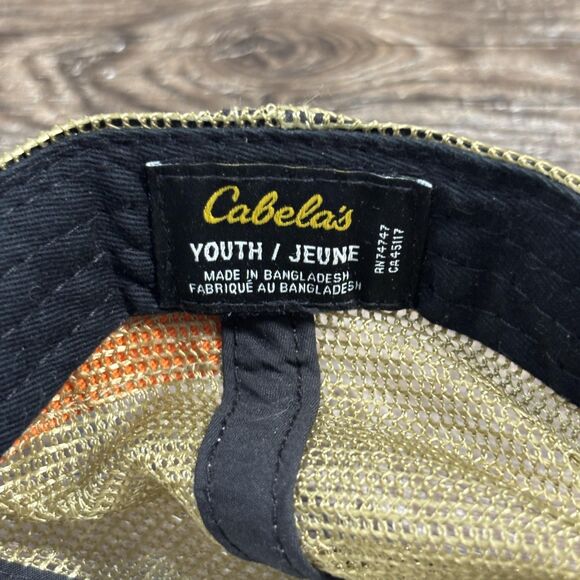 Cabela's
YOUTH / JEUNE
MADE IN BANGLADESH
FABRIQUÉ AU BANGLADESH
RN74747
CA45117